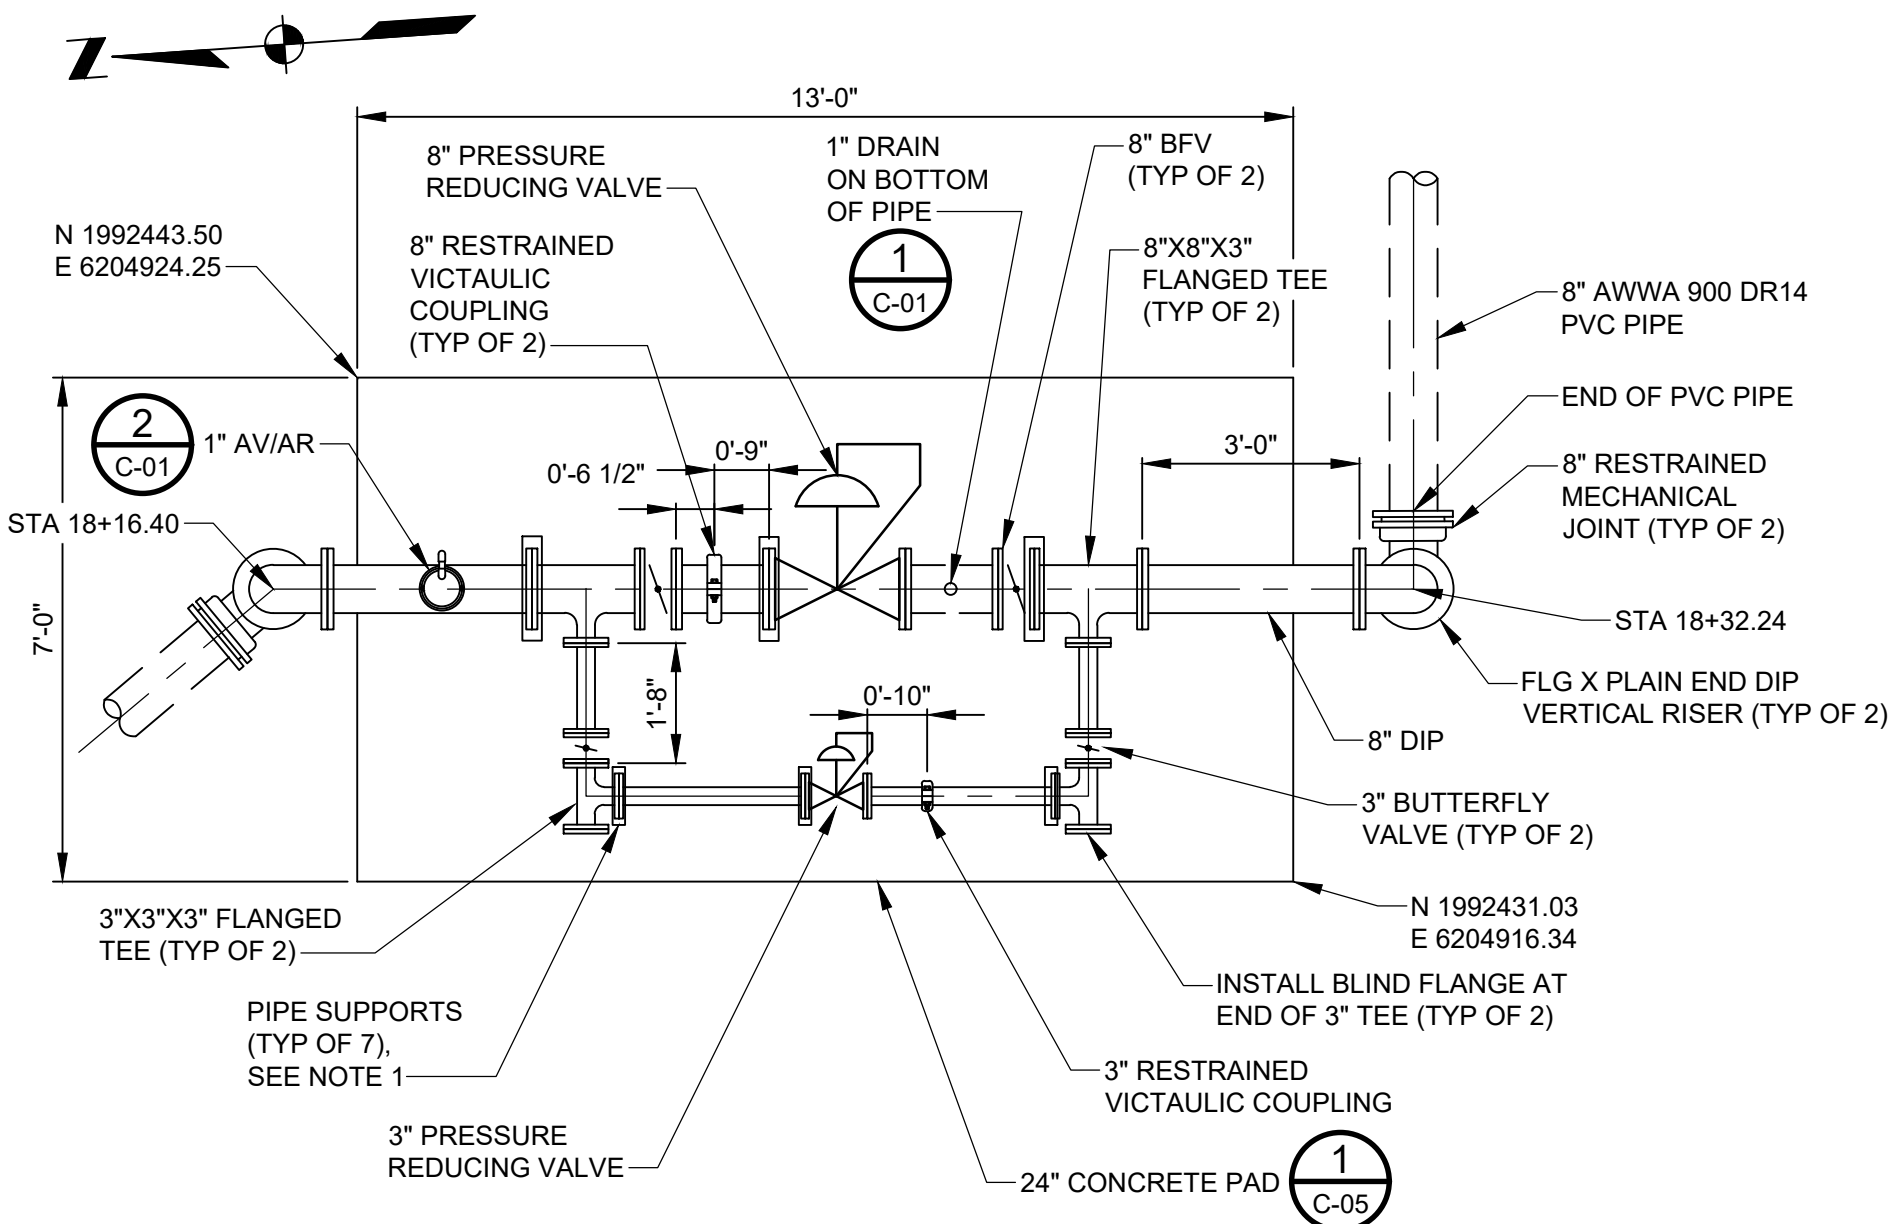 Z
13'-0"
8" PRESSURE
REDUCING VALVE
1" DRAIN
ON BOTTOM
OF PIPE
1
C-01
8" BFV
(TYP OF 2)
N 1992443.50
E 6204924.25
8" RESTRAINED
VICTAULIC
COUPLING
(TYP OF 2)
8"X8"X3"
FLANGED TEE
(TYP OF 2)
8" AWWA 900 DR14
PVC PIPE
END OF PVC PIPE
2
C-01
1" AV/AR
0'-9"
0'-6 1/2"
3'-0"
8" RESTRAINED
MECHANICAL
JOINT (TYP OF 2)
STA 18+16.40
7'-0"
STA 18+32.24
1'-8"
0'-10"
FLG X PLAIN END DIP
VERTICAL RISER (TYP OF 2)
8" DIP
3" BUTTERFLY
VALVE (TYP OF 2)
3"X3"X3" FLANGED
TEE (TYP OF 2)
N 1992431.03
E 6204916.34
INSTALL BLIND FLANGE AT
END OF 3" TEE (TYP OF 2)
PIPE SUPPORTS
(TYP OF 7),
SEE NOTE 1
3" RESTRAINED
VICTAULIC COUPLING
3" PRESSURE
REDUCING VALVE
24" CONCRETE PAD
1
C-05